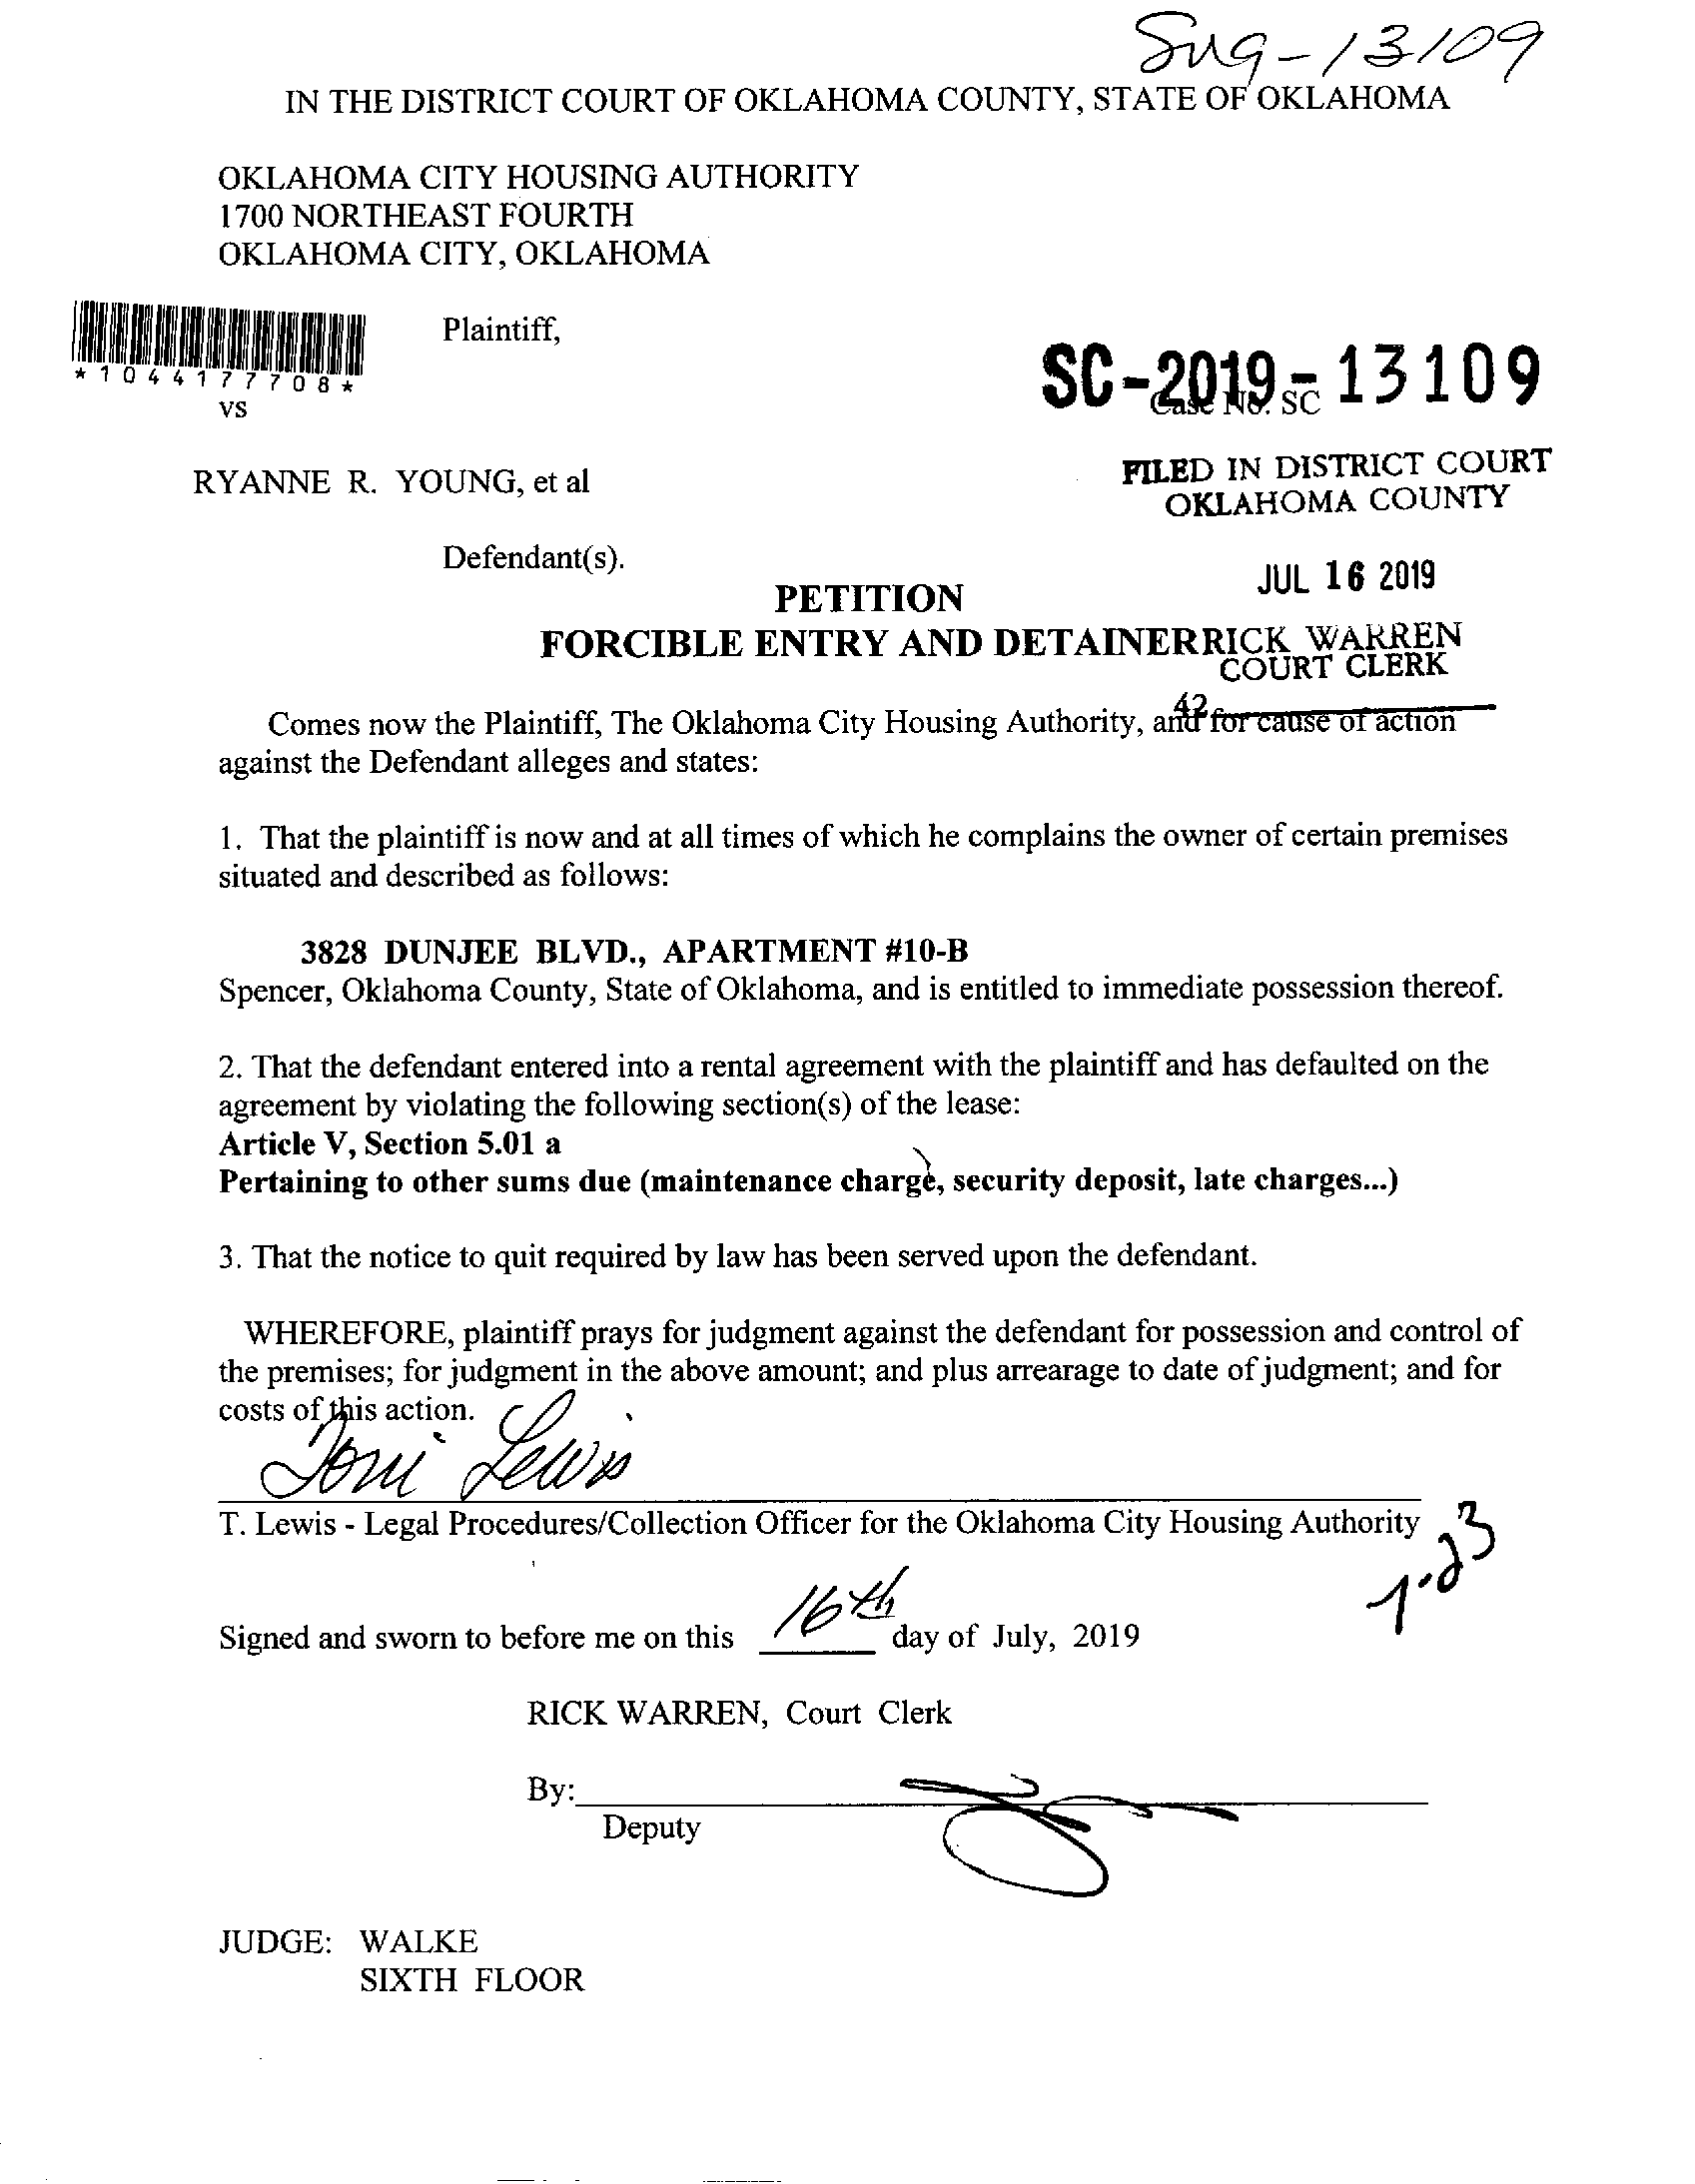 IN THE DISTRICT COURT OF OKLAHOMA COUNTY, STATE OF OKLAHOMA
OKLAHOMA CITY HOUSING AUTHORITY
1700 NORTHEAST FOURTH
OKLAHOMA CITY, OKLAHOMA
Plaintiff,
*1044177708*
vs
SC-2019-13109
Case No. SC
RYANNE R. YOUNG, et al
FILED IN DISTRICT COURT
OKLAHOMA COUNTY
Defendant(s).
JUL 16 2019
PETITION
FORCIBLE ENTRY AND DETAINER
RICK WARREN
COURT CLERK
42
Comes now the Plaintiff, The Oklahoma City Housing Authority, and for cause of action
against the Defendant alleges and states:
1. That the plaintiff is now and at all times of which he complains the owner of certain premises
situated and described as follows:
3828 DUNJEE BLVD., APARTMENT #10-B
Spencer, Oklahoma County, State of Oklahoma, and is entitled to immediate possession thereof.
2. That the defendant entered into a rental agreement with the plaintiff and has defaulted on the
agreement by violating the following section(s) of the lease:
Article V, Section 5.01 a
Pertaining to other sums due (maintenance charge, security deposit, late charges...)
3. That the notice to quit required by law has been served upon the defendant.
WHEREFORE, plaintiff prays for judgment against the defendant for possession and control of
the premises; for judgment in the above amount; and plus arrearage to date of judgment; and for
costs of this action.
Toni Lewis
T. Lewis - Legal Procedures/Collection Officer for the Oklahoma City Housing Authority
Signed and sworn to before me on this 16th day of July, 2019
RICK WARREN, Court Clerk
By:
Deputy
JUDGE: WALKE
SIXTH FLOOR